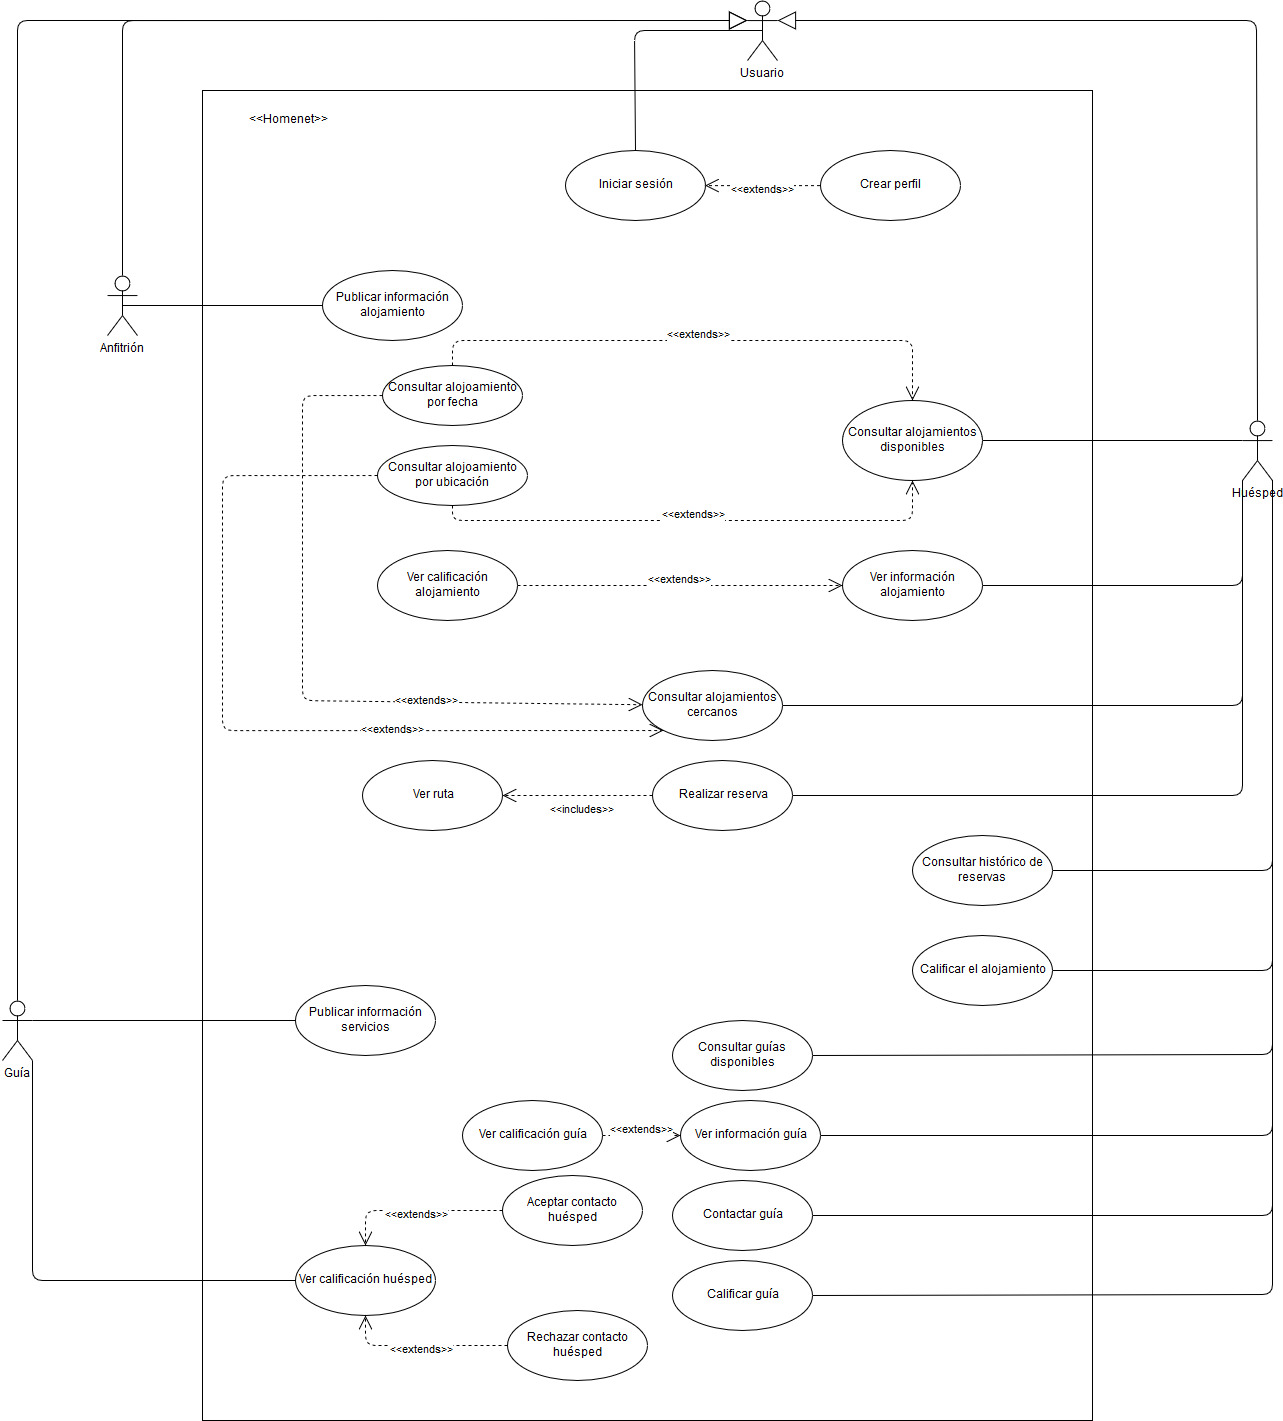 Usuario
<<Homenet>>
Iniciar sesión
<<extends>>
Crear perfil
Publicar información
alojamiento
Anfitrión
<<extends>>
Consultar alojoamiento
por fecha
Consultar alojamientos
disponibles
Consultar alojoamiento
por ubicación
Huésped
<<extends>>
Ver calificación
alojamiento
<<extends>>
Ver información
alojamiento
<<extends>>
Consultar alojamientos
cercanos
<<extends>>
Ver ruta
<<includes>>
Realizar reserva
Consultar histórico de
reservas
Calificar el alojamiento
Publicar información
servicios
Guía
Consultar guías
disponibles
Ver calificación guía
<<extends>>
Ver información guía
Aceptar contacto
huésped
<<extends>>
Contactar guía
Ver calificación huésped
Calificar guía
Rechazar contacto
huésped
<<extends>>